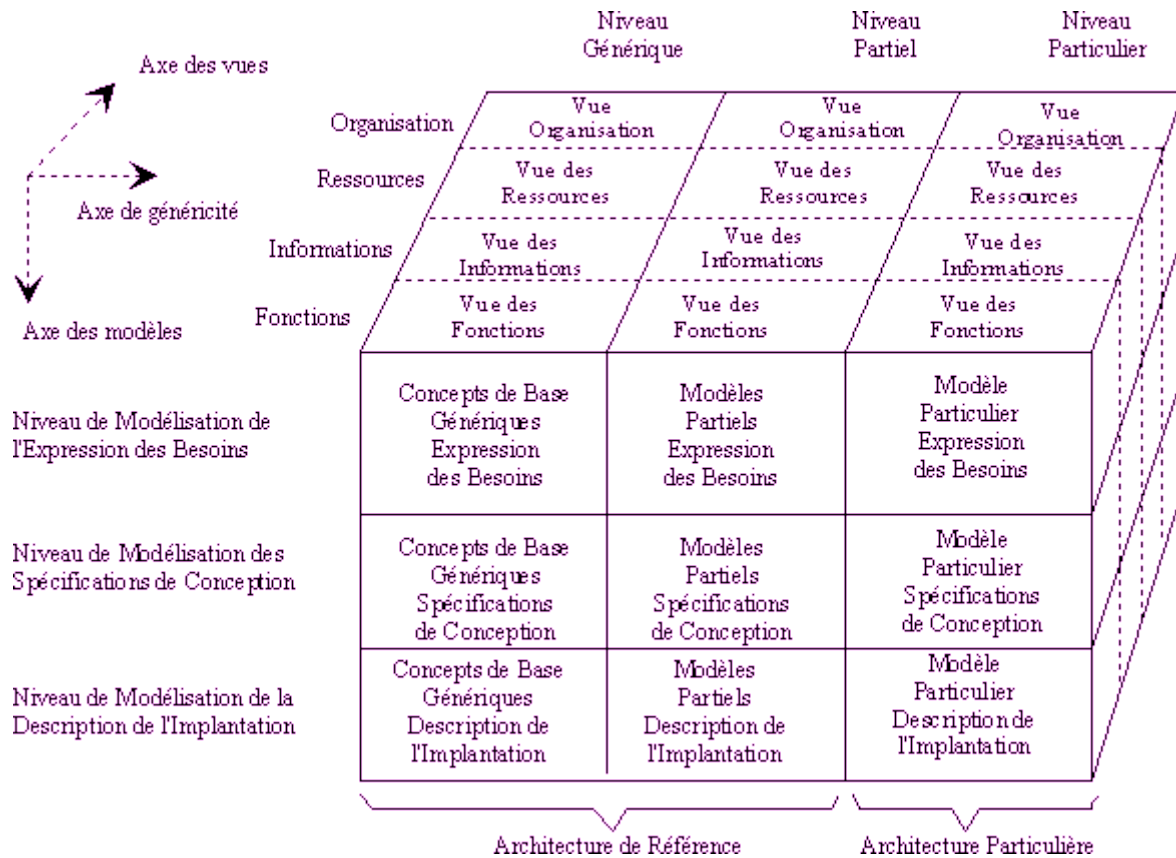 Niveau
Générique
Niveau
Partiel
Niveau
Particulier
Axe des vues
Axe de généricité
Axe des modèles
Organisation
Vue
Organisation
Vue
Organisation
Vue
Organisation
Ressources
Vue des
Ressources
Vue des
Ressources
Vue des
Ressources
Informations
Vue des
Informations
Vue des
Informations
Vue des
Informations
Fonctions
Vue des
Fonctions
Vue des
Fonctions
Vue des
Fonctions
Niveau de Modélisation de
l'Expression des Besoins
Concepts de Base
Génériques
Expression
des Besoins
Modèles
Partiels
Expression
des Besoins
Modèle
Particulier
Expression
des Besoins
Niveau de Modélisation des
Spécifications de Conception
Concepts de Base
Génériques
Spécifications
de Conception
Modèles
Partiels
Spécifications
de Conception
Modèle
Particulier
Spécifications
de Conception
Niveau de Modélisation de la
Description de l'Implantation
Concepts de Base
Génériques
Description de
l'Implantation
Modèles
Partiels
Description de
l'Implantation
Modèle
Particulier
Description de
l'Implantation
Architecture de Référence
Architecture Particulière